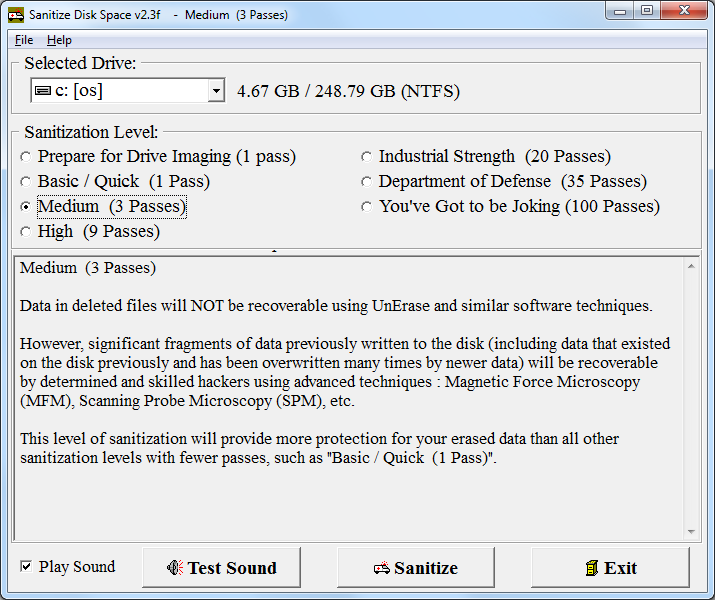 Sanitize Disk Space v2.3f - Medium (3 Passes)
File Help
Selected Drive:
c: [os] 4.67 GB / 248.79 GB (NTFS)
Sanitization Level:
Prepare for Drive Imaging (1 pass)
Basic / Quick (1 Pass)
Medium (3 Passes)
High (9 Passes)
Industrial Strength (20 Passes)
Department of Defense (35 Passes)
You've Got to be Joking (100 Passes)
Medium (3 Passes)
Data in deleted files will NOT be recoverable using UnErase and similar software techniques.
However, significant fragments of data previously written to the disk (including data that existed
on the disk previously and has been overwritten many times by newer data) will be recoverable
by determined and skilled hackers using advanced techniques : Magnetic Force Microscopy
(MFM), Scanning Probe Microscopy (SPM), etc.
This level of sanitization will provide more protection for your erased data than all other
sanitization levels with fewer passes, such as "Basic / Quick (1 Pass)".
Play Sound Test Sound Sanitize Exit